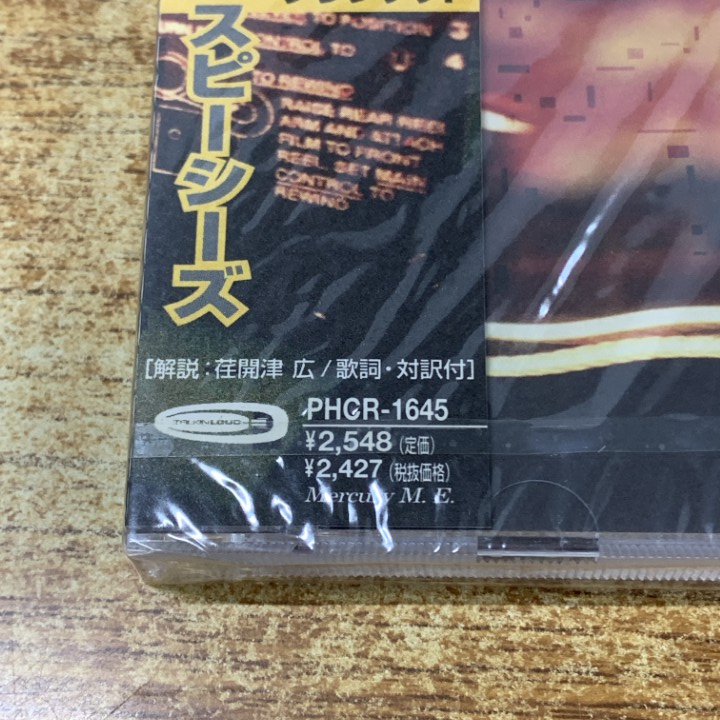 スピーシーズ
TO POSITION 3
CONTROL TO U 4
TO REWIND
RAISE REAR REEL
ARM AND ATTACH
FILM TO FRONT
REEL. SET MAIN
CONTROL TO
REWIND
[解説:荏開津 広/歌詞・対訳付]
TALKIN LOUD
PHCR-1645
¥2,548(定価)
¥2,427(税抜価格)
Mercury M. E.